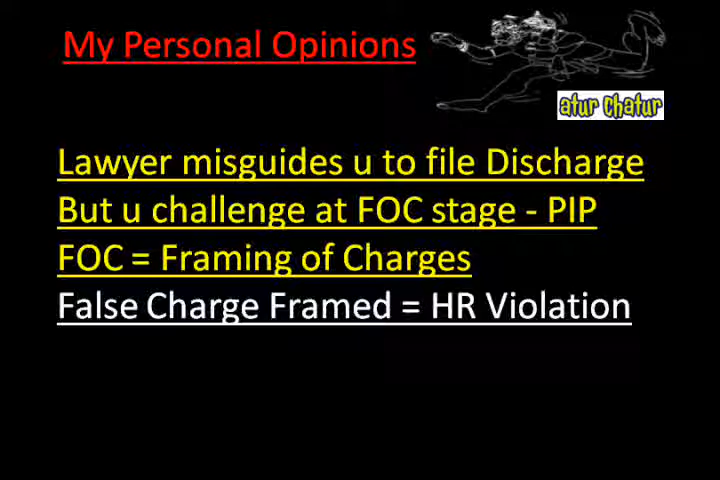 My Personal Opinions
atur chatur
Lawyer misguides u to file Discharge
But u challenge at FOC stage - PIP
FOC = Framing of Charges
False Charge Framed = HR Violation